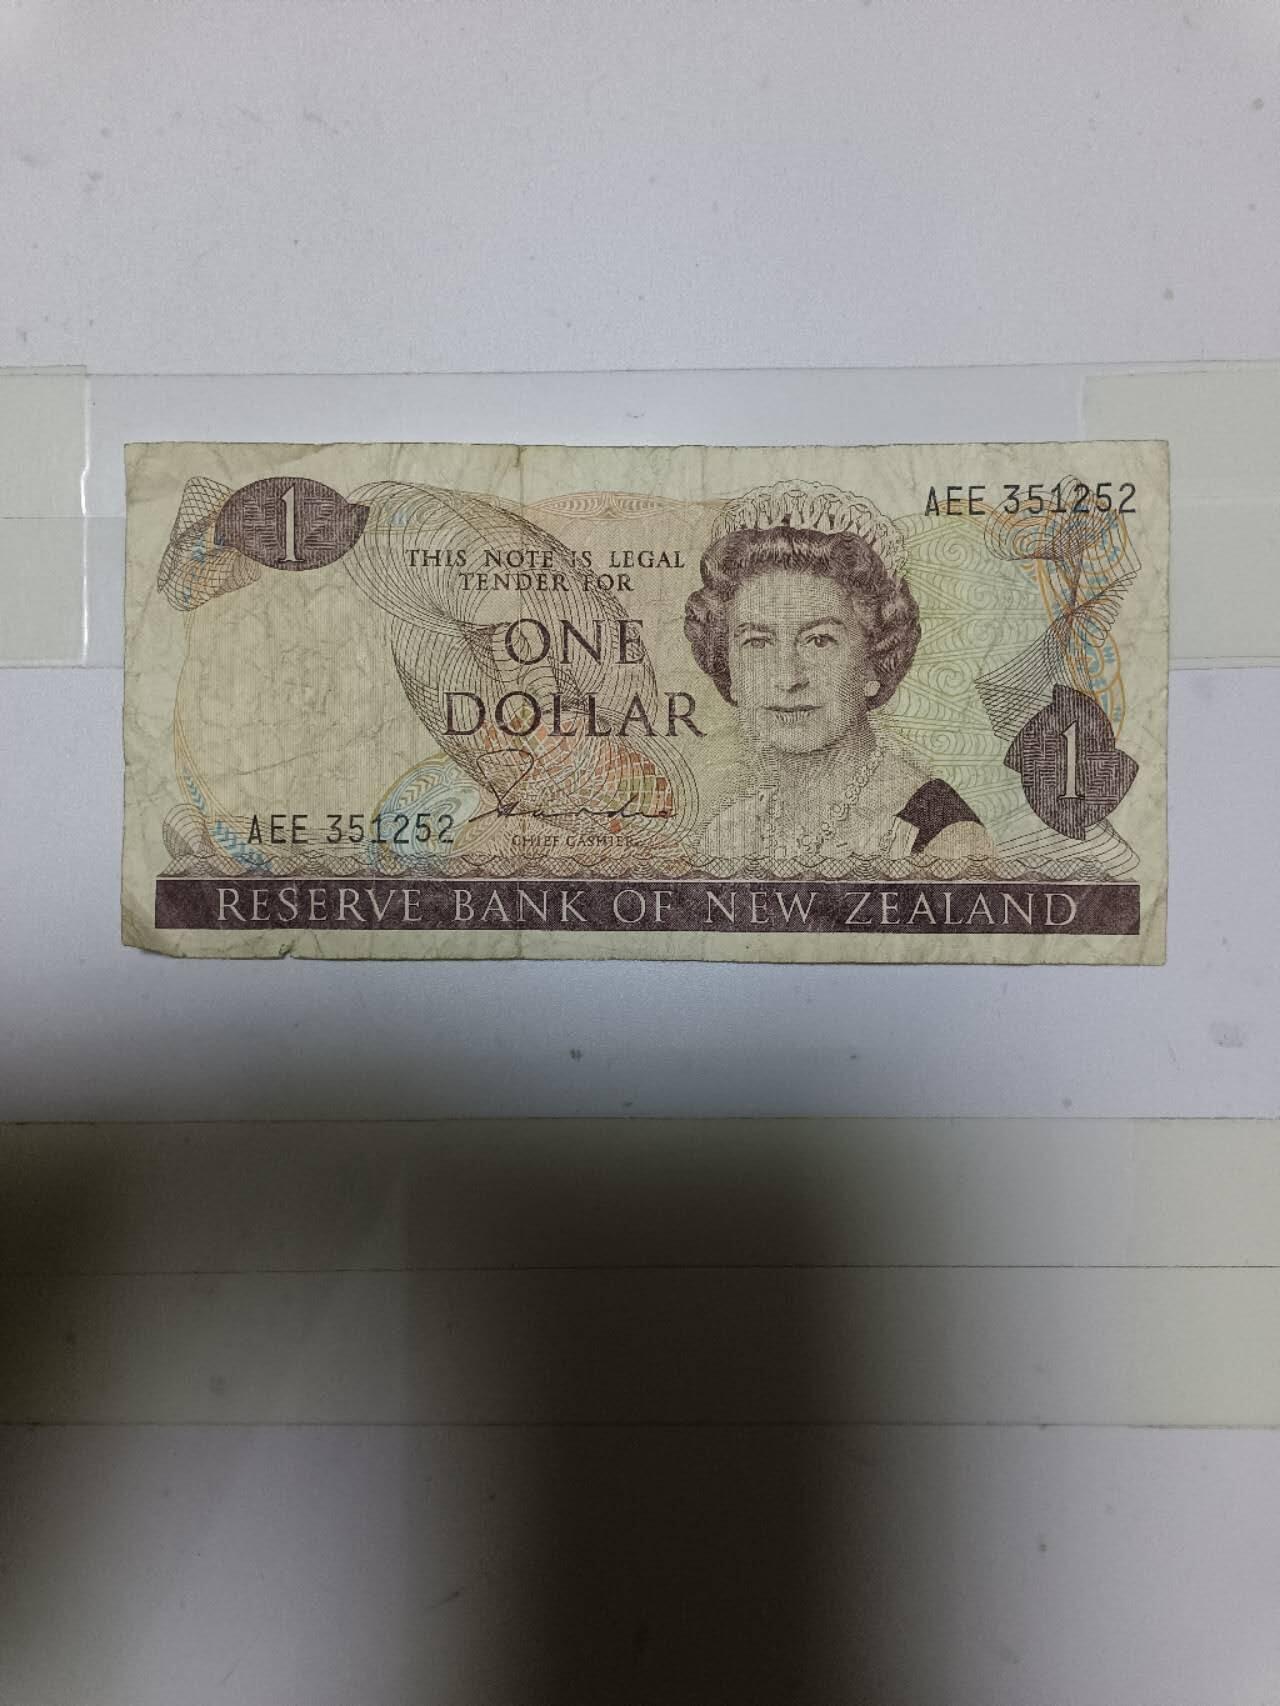 1
AEE 351252
THIS NOTE IS LEGAL
TENDER FOR
ONE
DOLLAR
1
AEE 351252
CHIEF CASHIER
RESERVE BANK OF NEW ZEALAND